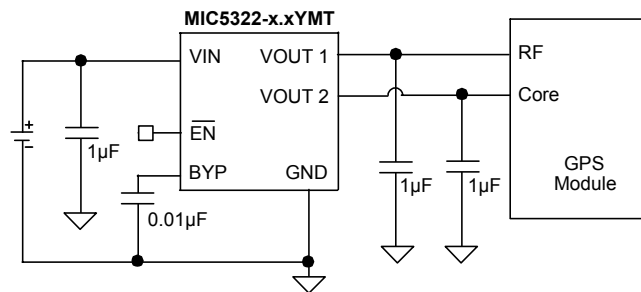 MIC5322-x.xYMT
VIN
VOUT 1
RF
VOUT 2
Core
+
-
1µF
EN
BYP
GND
0.01µF
1µF
1µF
GPS
Module